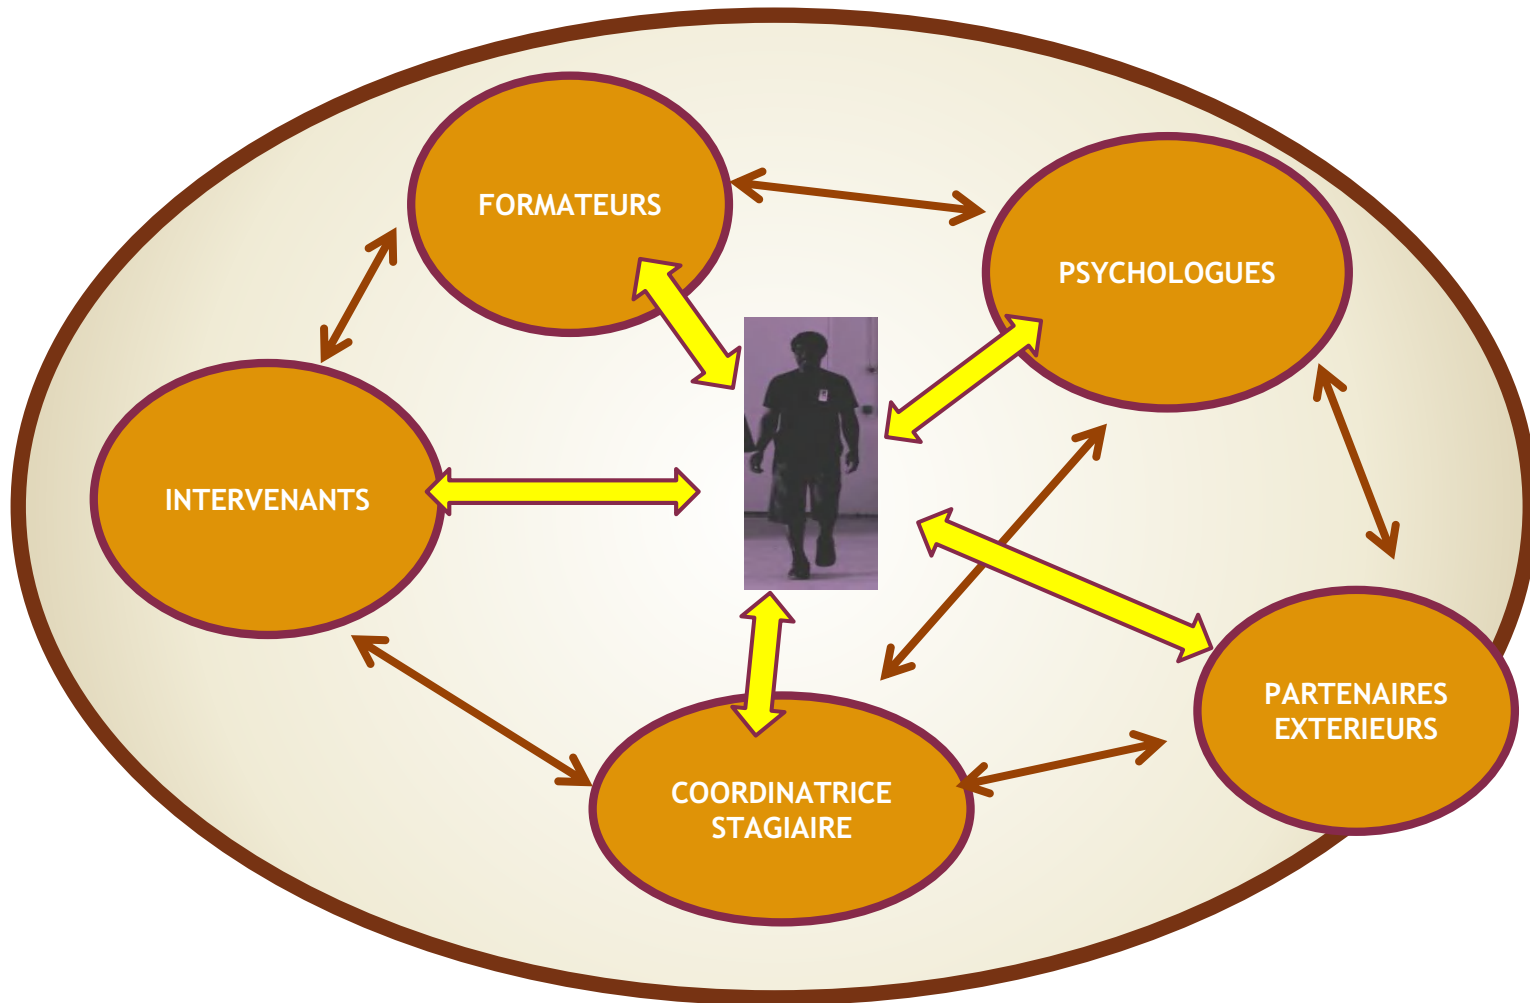 FORMATEURS
PSYCHOLOGUES
INTERVENANTS
PARTENAIRES
EXTERIEURS
COORDINATRICE
STAGIAIRE